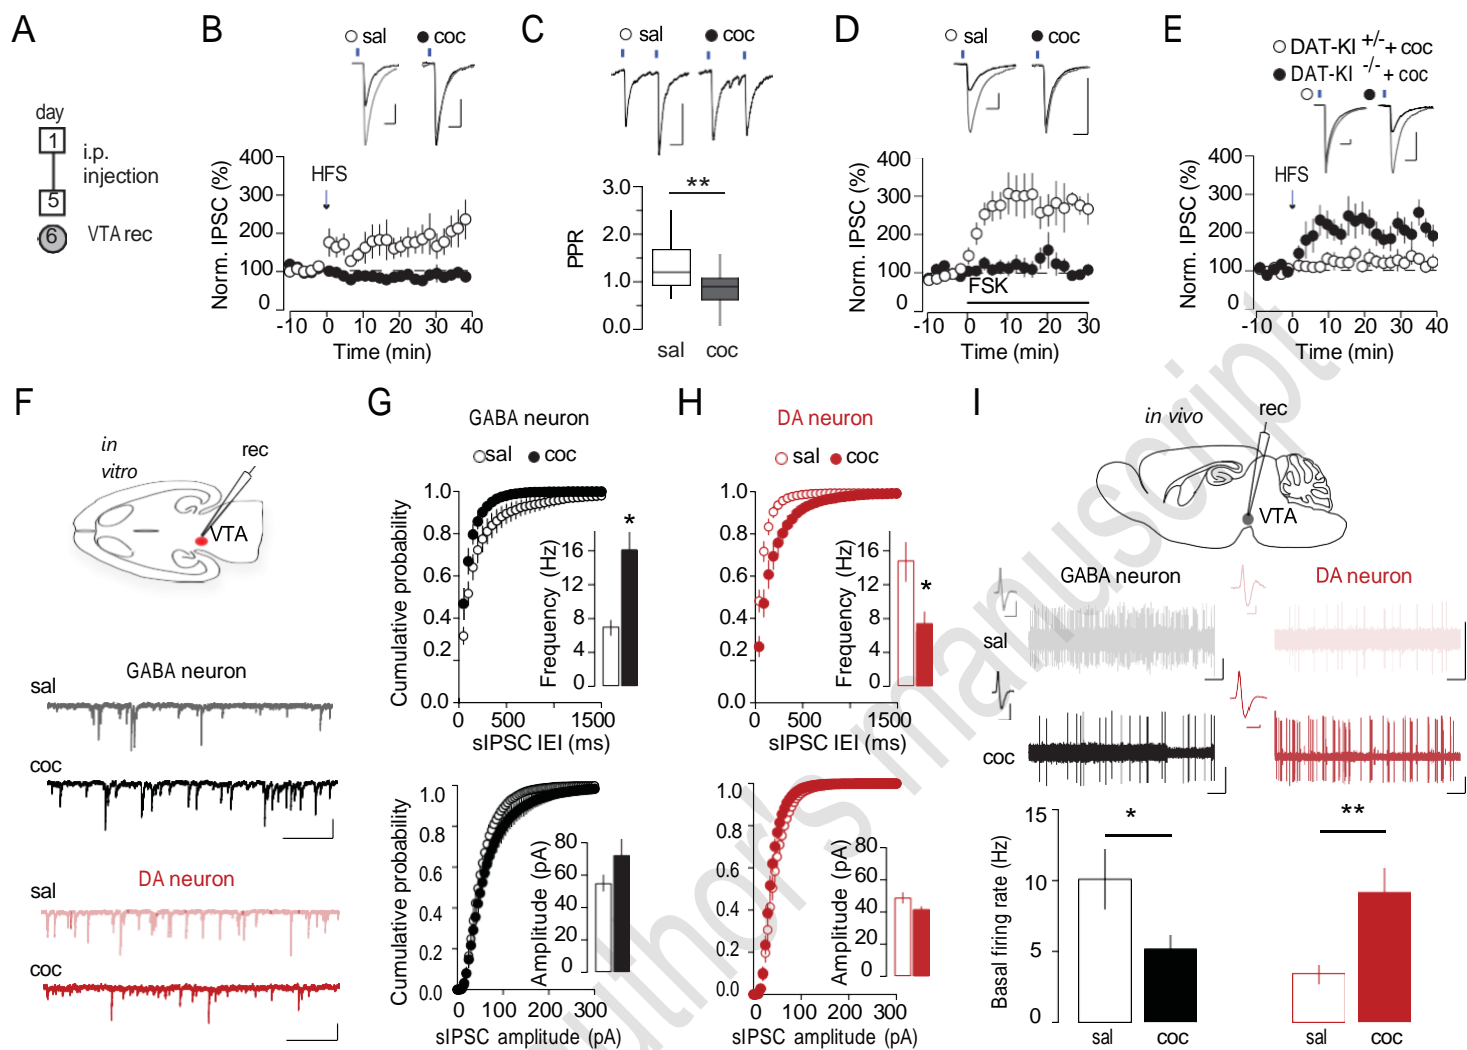 A
day
1
5
6
i.p.
injection
VTA rec
B
sal
coc
HFS
Norm. IPSC (%)
400
300
200
100
0
-10
0
10
20
30
40
Time (min)
C
sal
coc
**
PPR
3.0
2.0
1.0
0.0
sal
coc
D
sal
coc
Norm. IPSC (%)
400
300
200
100
0
FSK
-10
0
10
20
30
Time (min)
E
DAT-KI +/- + coc
DAT-KI -/- + coc
HFS
Norm. IPSC (%)
400
300
200
100
0
-10
0
10
20
30
40
Time (min)
F
in
vitro
rec
VTA
GABA neuron
sal
coc
DA neuron
sal
coc
G
GABA neuron
sal
coc
Cumulative probability
1.0
0.8
0.6
0.4
0.2
0.0
0
500
1500
sIPSC IEI (ms)
Frequency (Hz)
16
12
8
4
0
*
Cumulative probability
1.0
0.8
0.6
0.4
0.2
0.0
0
100
300
sIPSC amplitude (pA)
Amplitude (pA)
80
60
40
20
0
H
DA neuron
sal
coc
Cumulative probability
1.0
0.8
0.6
0.4
0.2
0.0
0
500
1500
sIPSC IEI (ms)
Frequency (Hz)
16
12
8
4
0
*
Cumulative probability
1.0
0.8
0.6
0.4
0.2
0.0
0
100
300
sIPSC amplitude (pA)
Amplitude (pA)
80
60
40
20
0
I
in vivo
rec
VTA
GABA neuron
DA neuron
sal
coc
Basal firing rate (Hz)
15
10
5
0
*
**
sal
coc
sal
coc
author's manuscript